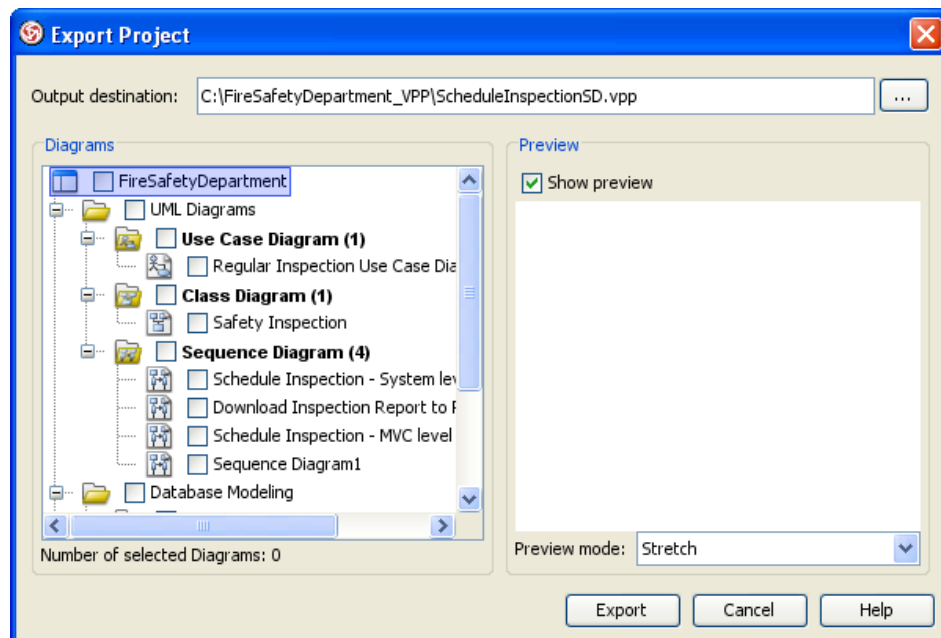 Export Project
Output destination: C:\FireSafetyDepartment_VPP\ScheduleInspectionSD.vpp ...
Diagrams
FireSafetyDepartment
UML Diagrams
Use Case Diagram (1)
Regular Inspection Use Case Dia
Class Diagram (1)
Safety Inspection
Sequence Diagram (4)
Schedule Inspection - System lev
Download Inspection Report to
Schedule Inspection - MVC level
Sequence Diagram1
Database Modeling
Number of selected Diagrams: 0
Preview
Show preview
Preview mode: Stretch
Export Cancel Help